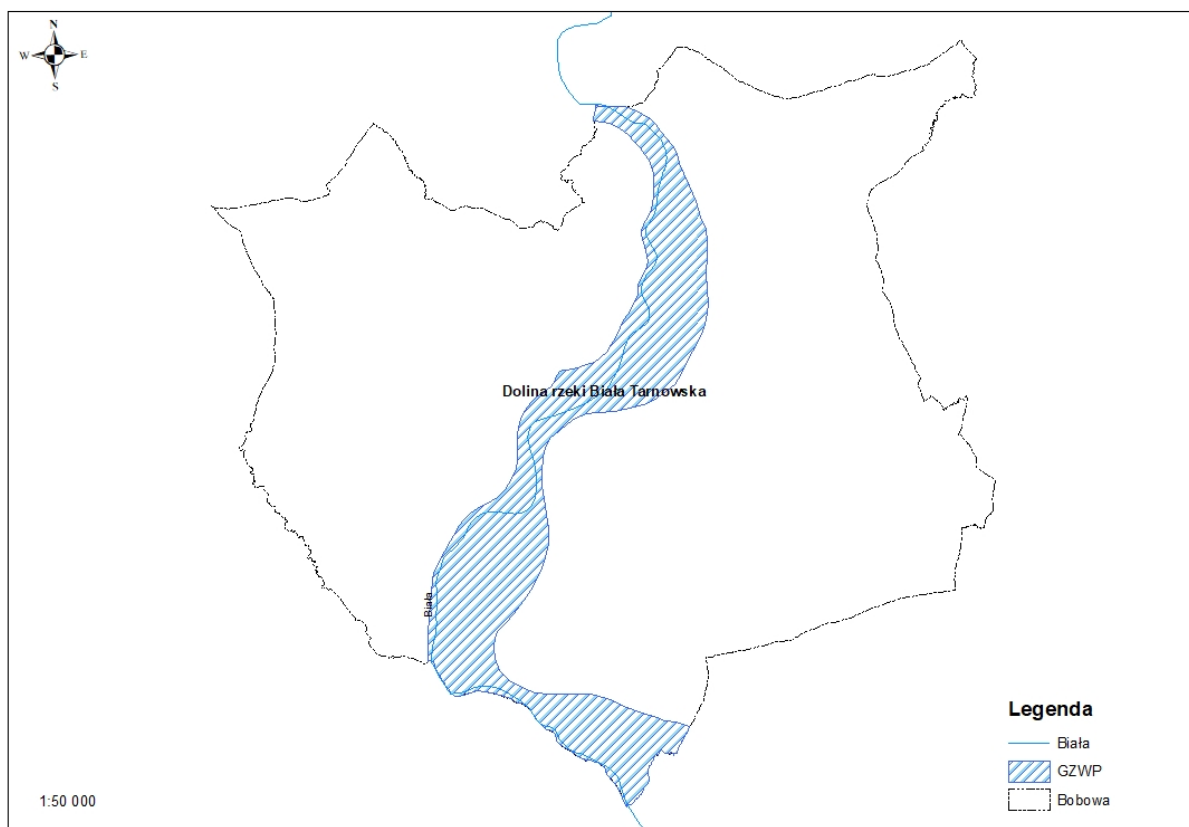 N
W E
S
Dolina rzeki Biała Tarnowska
Biała
Legenda
Biała
GZWP
Bobowa
1:50 000